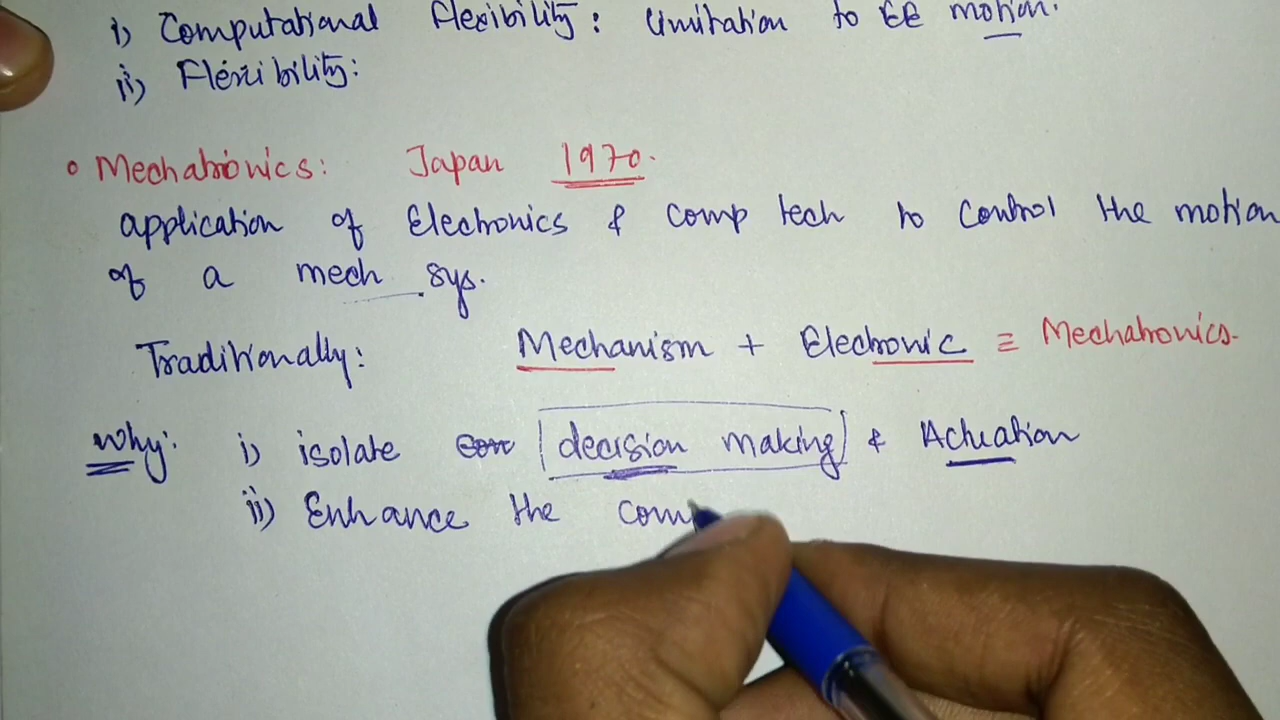 i) Computational Flexibility: limitation to EE motion.
ii) Flexibility:
• Mechatronics: Japan 1970.
application of Electronics & comp tech to control the motion
of a mech sys.
Traditionally: Mechanism + Electronic ≡ Mechatronics.
Why: i) isolate decision making & Actuation
ii) Enhance the com